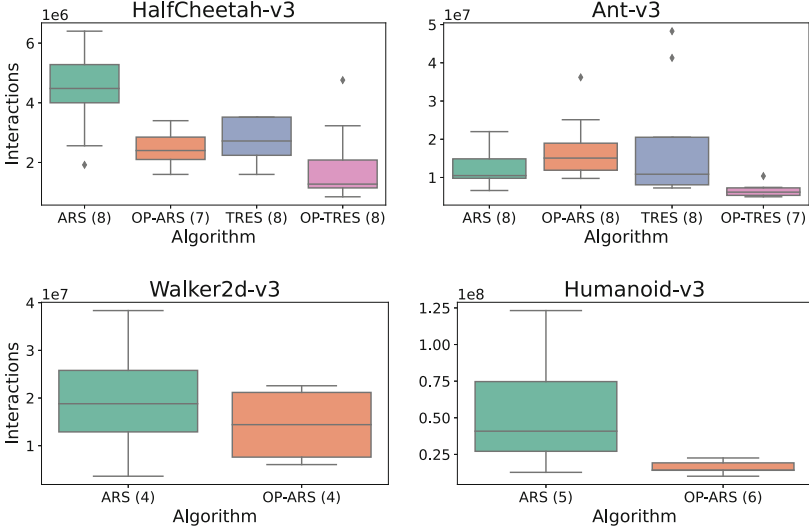 HalfCheetah-v3
1e6
Interactions
6
4
2
ARS (8) OP-ARS (7) TRES (8) OP-TRES (8)
Algorithm
Ant-v3
1e7
5
4
3
2
1
ARS (8) OP-ARS (8) TRES (8) OP-TRES (7)
Algorithm
Walker2d-v3
1e7
Interactions
4
3
2
1
ARS (4) OP-ARS (4)
Algorithm
Humanoid-v3
1e8
1.25
1.00
0.75
0.50
0.25
ARS (5) OP-ARS (6)
Algorithm